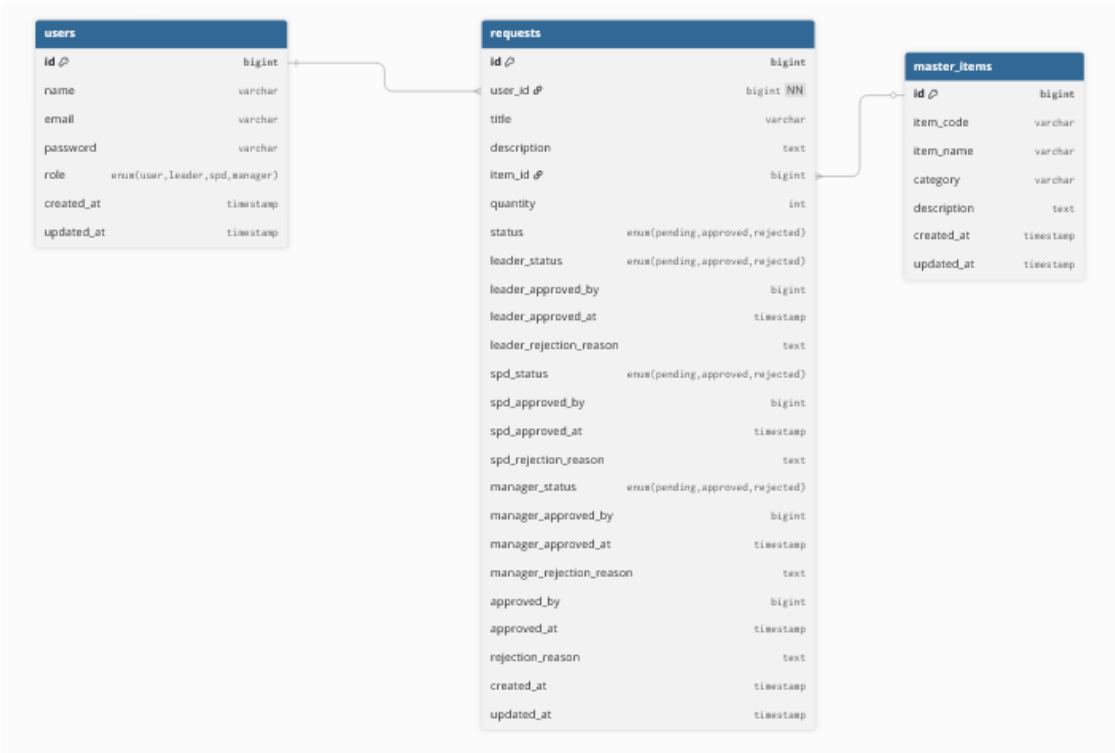 users
id bigint
name varchar
email varchar
password varchar
role enum(user,leader,spd,manager)
created_at timestamp
updated_at timestamp
requests
id bigint
user_id bigint NN
title varchar
description text
item_id bigint
quantity int
status enum(pending,approved,rejected)
leader_status enum(pending,approved,rejected)
leader_approved_by bigint
leader_approved_at timestamp
leader_rejection_reason text
spd_status enum(pending,approved,rejected)
spd_approved_by bigint
spd_approved_at timestamp
spd_rejection_reason text
manager_status enum(pending,approved,rejected)
manager_approved_by bigint
manager_approved_at timestamp
manager_rejection_reason text
approved_by bigint
approved_at timestamp
rejection_reason text
created_at timestamp
updated_at timestamp
master_items
id bigint
item_code varchar
item_name varchar
category varchar
description text
created_at timestamp
updated_at timestamp